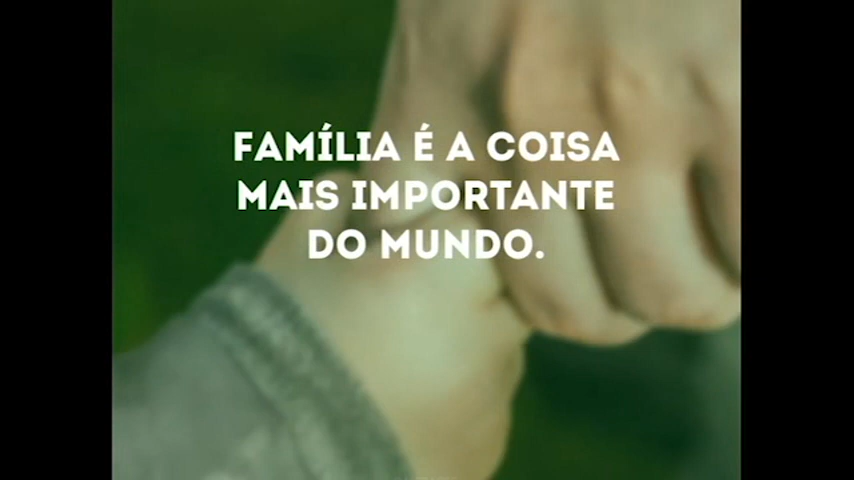 FAMÍLIA É A COISA
MAIS IMPORTANTE
DO MUNDO.